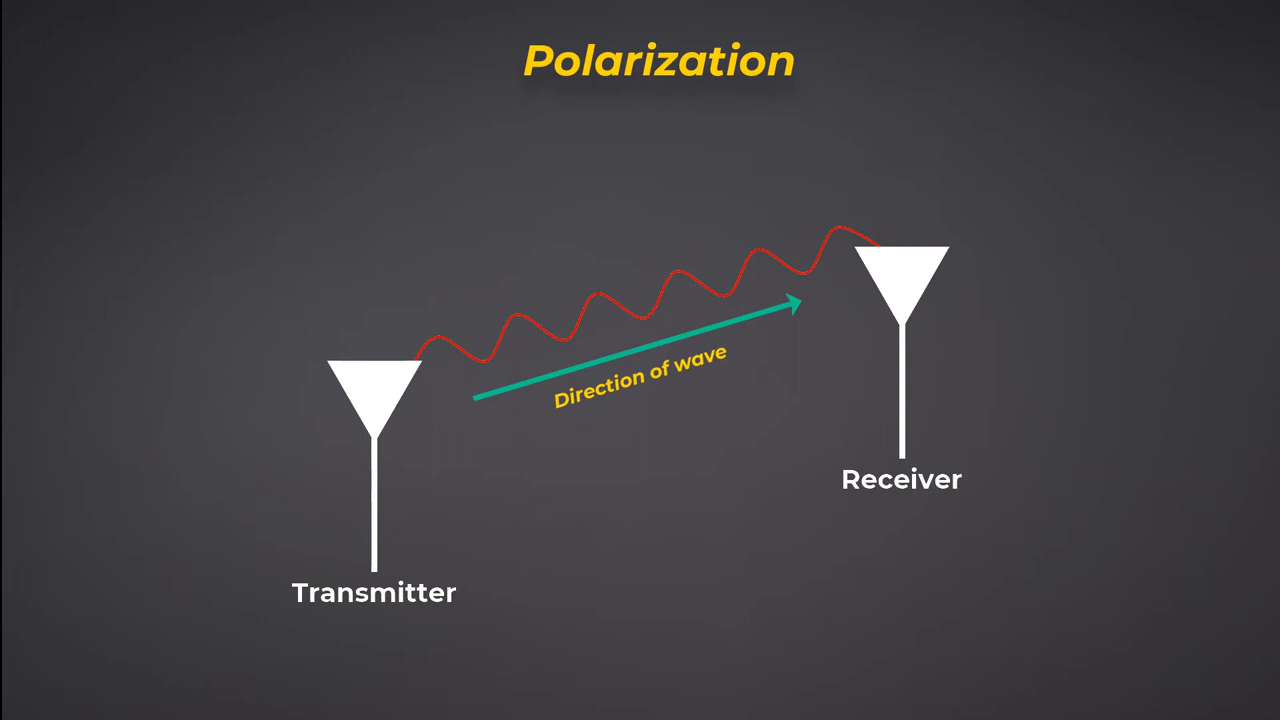 Polarization
Direction of wave
Receiver
Transmitter